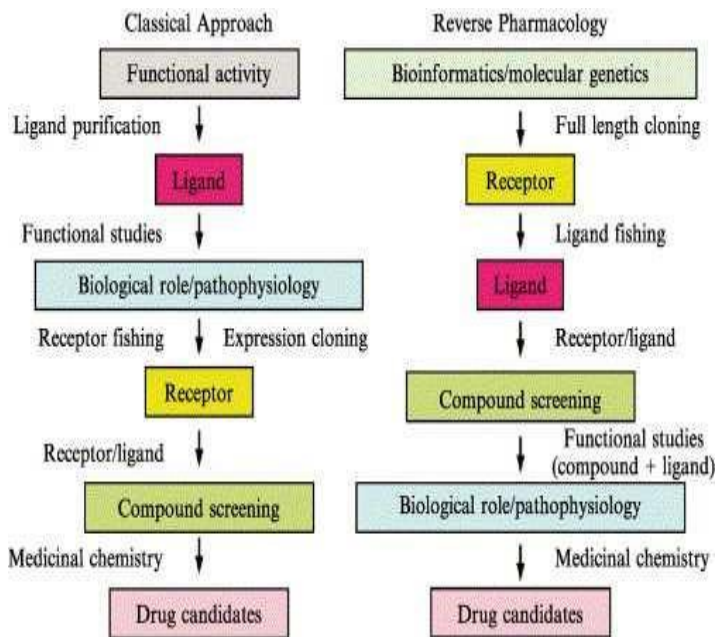 Classical Approach
Functional activity
Ligand purification
Ligand
Functional studies
Biological role/pathophysiology
Receptor fishing
Expression cloning
Receptor
Receptor/ligand
Compound screening
Medicinal chemistry
Drug candidates
Reverse Pharmacology
Bioinformatics/molecular genetics
Full length cloning
Receptor
Ligand fishing
Ligand
Receptor/ligand
Compound screening
Functional studies
(compound + ligand)
Biological role/pathophysiology
Medicinal chemistry
Drug candidates